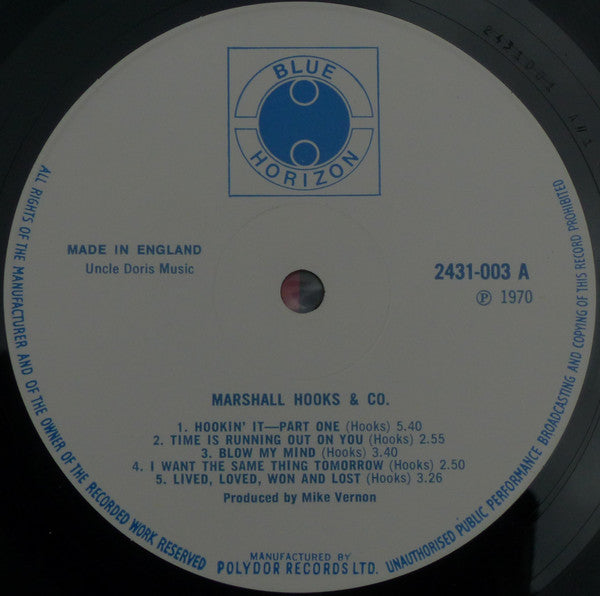 BLUE
HORIZON
MADE IN ENGLAND
Uncle Doris Music
2431-003 A
Ⓟ 1970
MARSHALL HOOKS & CO.
1. HOOKIN' IT—PART ONE (Hooks) 5.40
2. TIME IS RUNNING OUT ON YOU (Hooks) 2.55
3. BLOW MY MIND (Hooks) 3.40
4. I WANT THE SAME THING TOMORROW (Hooks) 2.50
5. LIVED, LOVED, WON AND LOST (Hooks) 3.26
Produced by Mike Vernon
MANUFACTURED BY
POLYDOR RECORDS LTD.
ALL RIGHTS OF THE MANUFACTURER AND OF THE OWNER OF THE RECORDED WORK RESERVED
UNAUTHORISED PUBLIC PERFORMANCE BROADCASTING AND COPYING OF THIS RECORD PROHIBITED